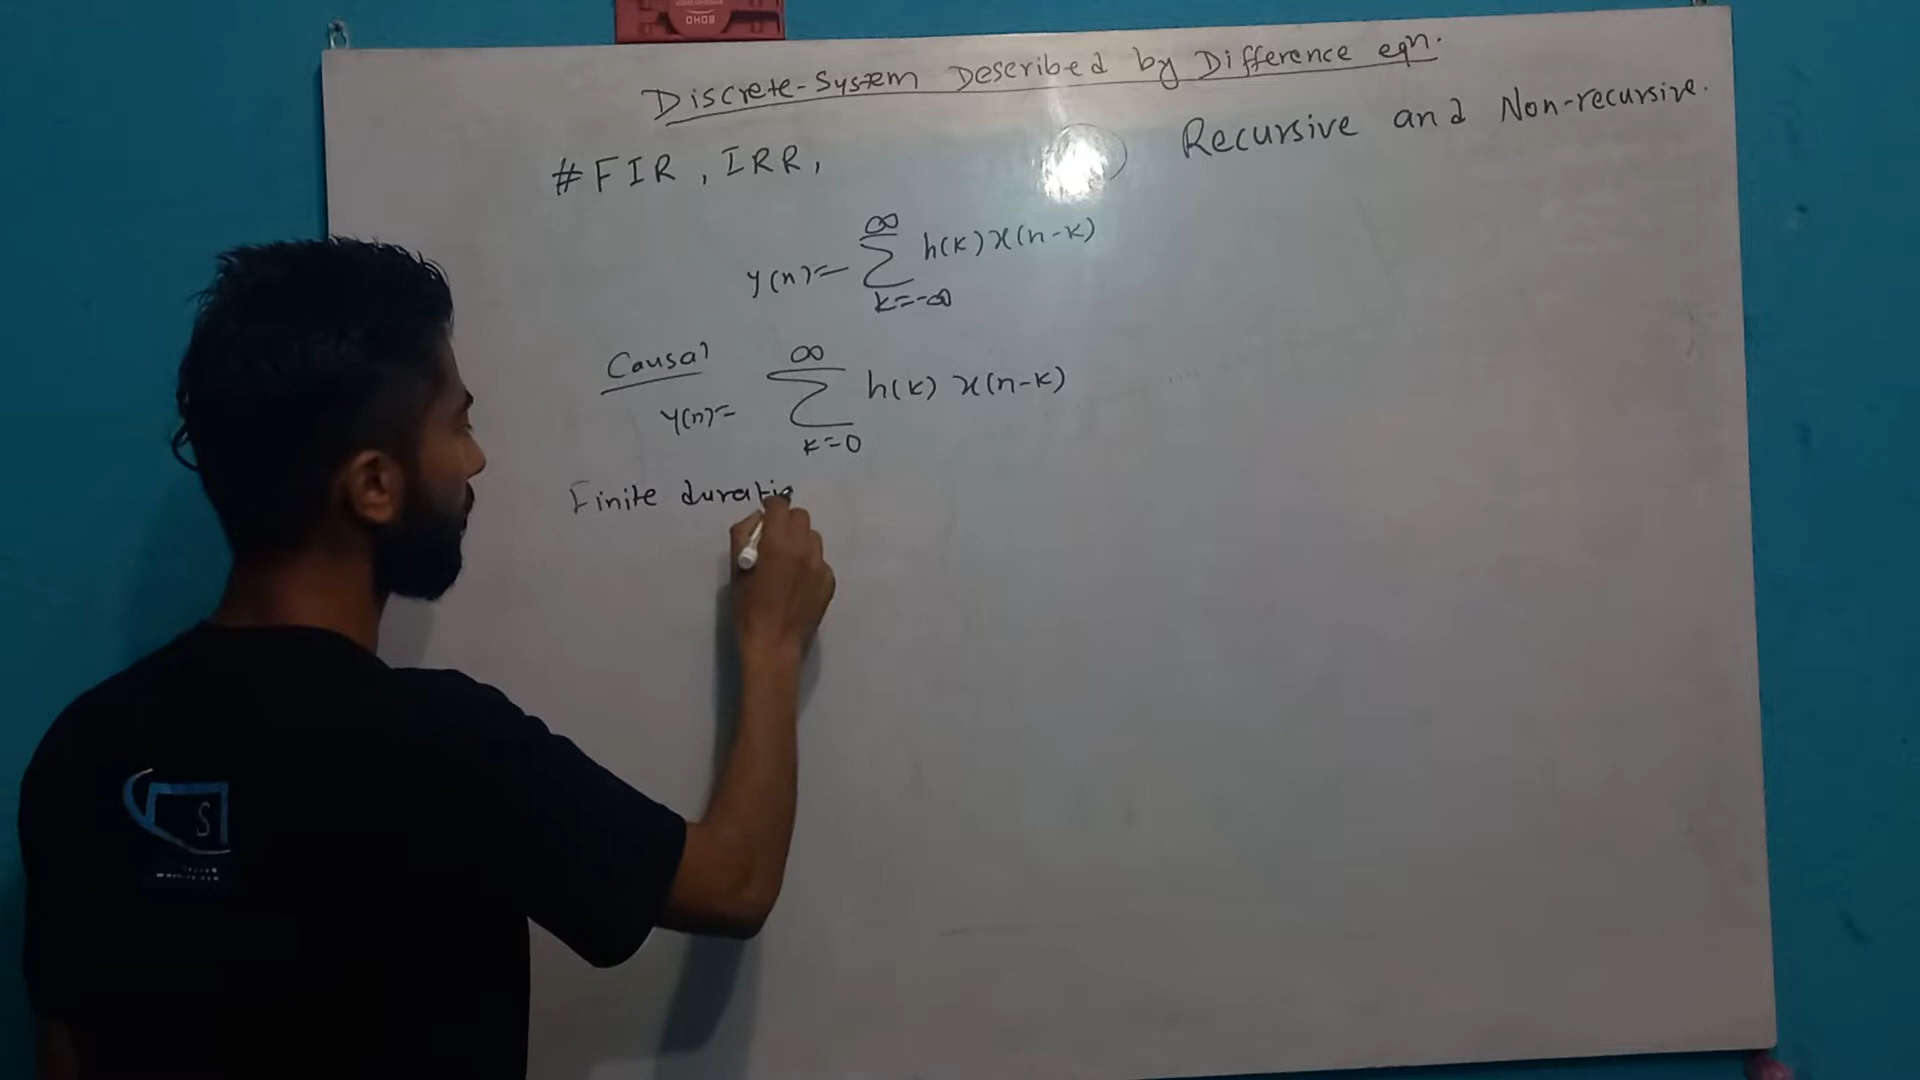 Discrete-System Described by Difference eqn.
#FIR, IRR,
Recursive and Non-recursive.
y(n)= ∞ Σ k=-∞ h(k)x(n-k)
Causal
y(n)= ∞ Σ k=0 h(k) x(n-k)
Finite duratio
S